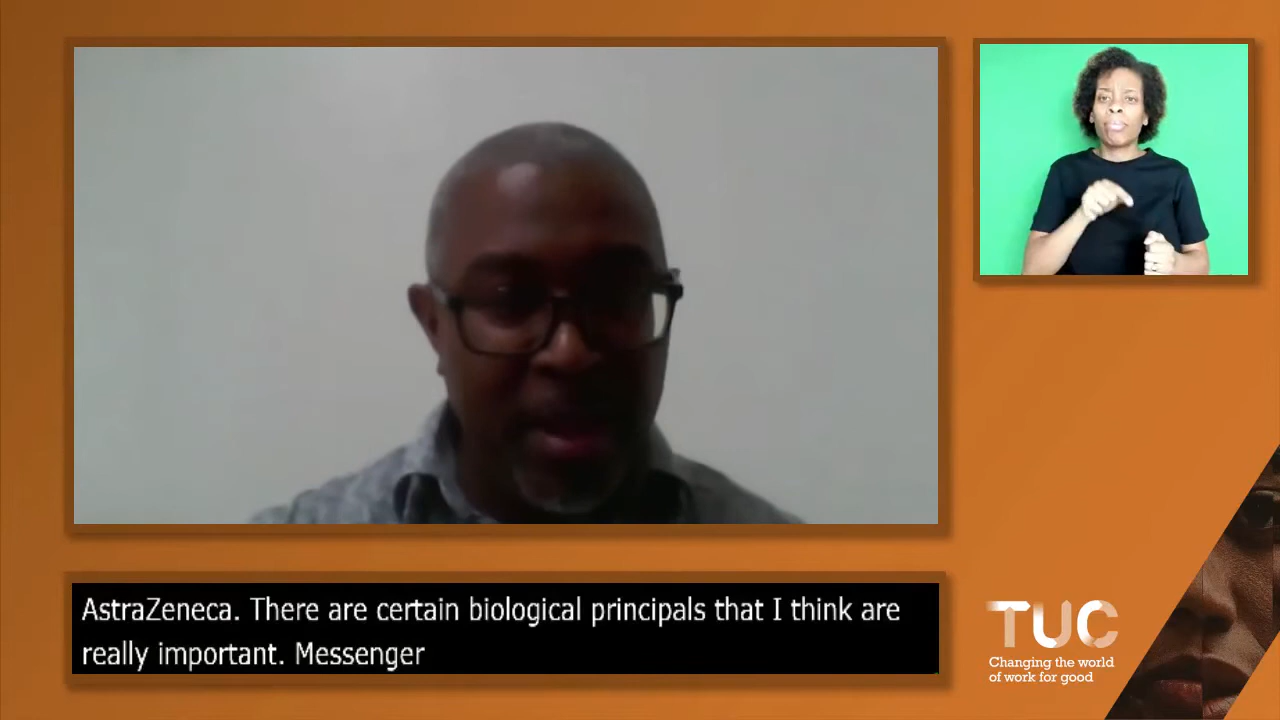 AstraZeneca. There are certain biological principals that I think are
really important. Messenger
TUC
Changing the world
of work for good